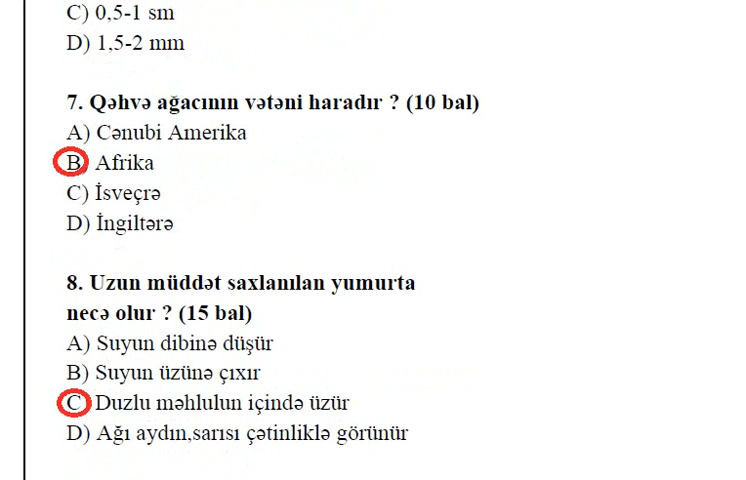 C) 0,5-1 sm
D) 1,5-2 mm
7. Qəhvə ağacının vətəni haradır ? (10 bal)
A) Cənubi Amerika
B) Afrika
C) İsveçrə
D) İngiltərə
8. Uzun müddət saxlanılan yumurta
necə olur ? (15 bal)
A) Suyun dibinə düşür
B) Suyun üzünə çıxır
C) Duzlu məhlulun içində üzür
D) Ağı aydın,sarısı çətinliklə görünür